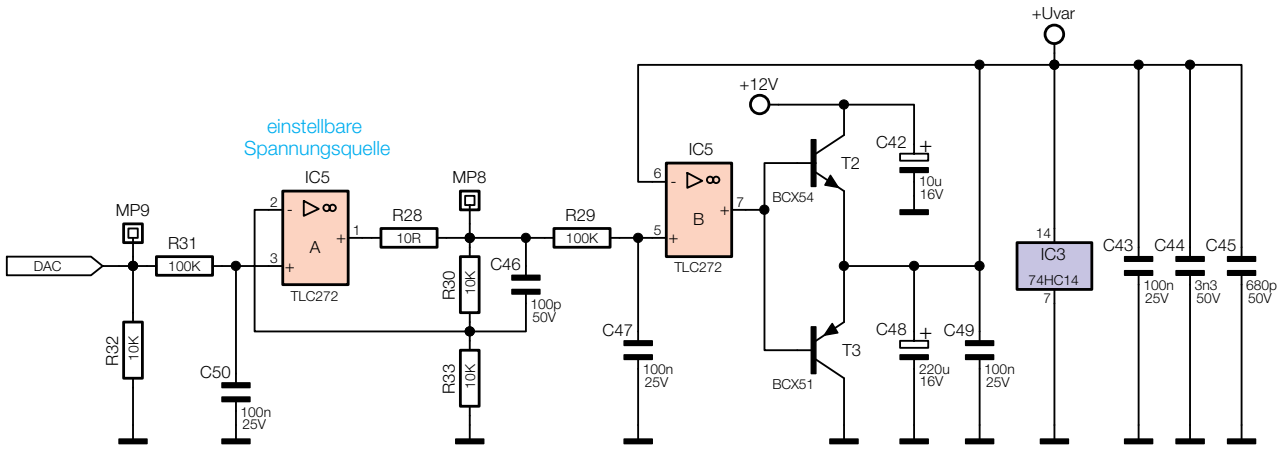 +Uvar
+12V
einstellbare
Spannungsquelle
IC5
2
-
∞
A
+
1
3
+
TLC272
MP9
DAC
R31
100K
R32
10K
C50
100n
25V
R28
10R
MP8
R30
10K
C46
100p
50V
R33
10K
R29
100K
C47
100n
25V
IC5
6
-
∞
B
+
7
5
+
TLC272
T2
BCX54
C42
+
10u
16V
T3
BCX51
C48
+
220u
16V
C49
100n
25V
14
IC3
74HC14
7
C43
100n
25V
C44
3n3
50V
C45
680p
50V